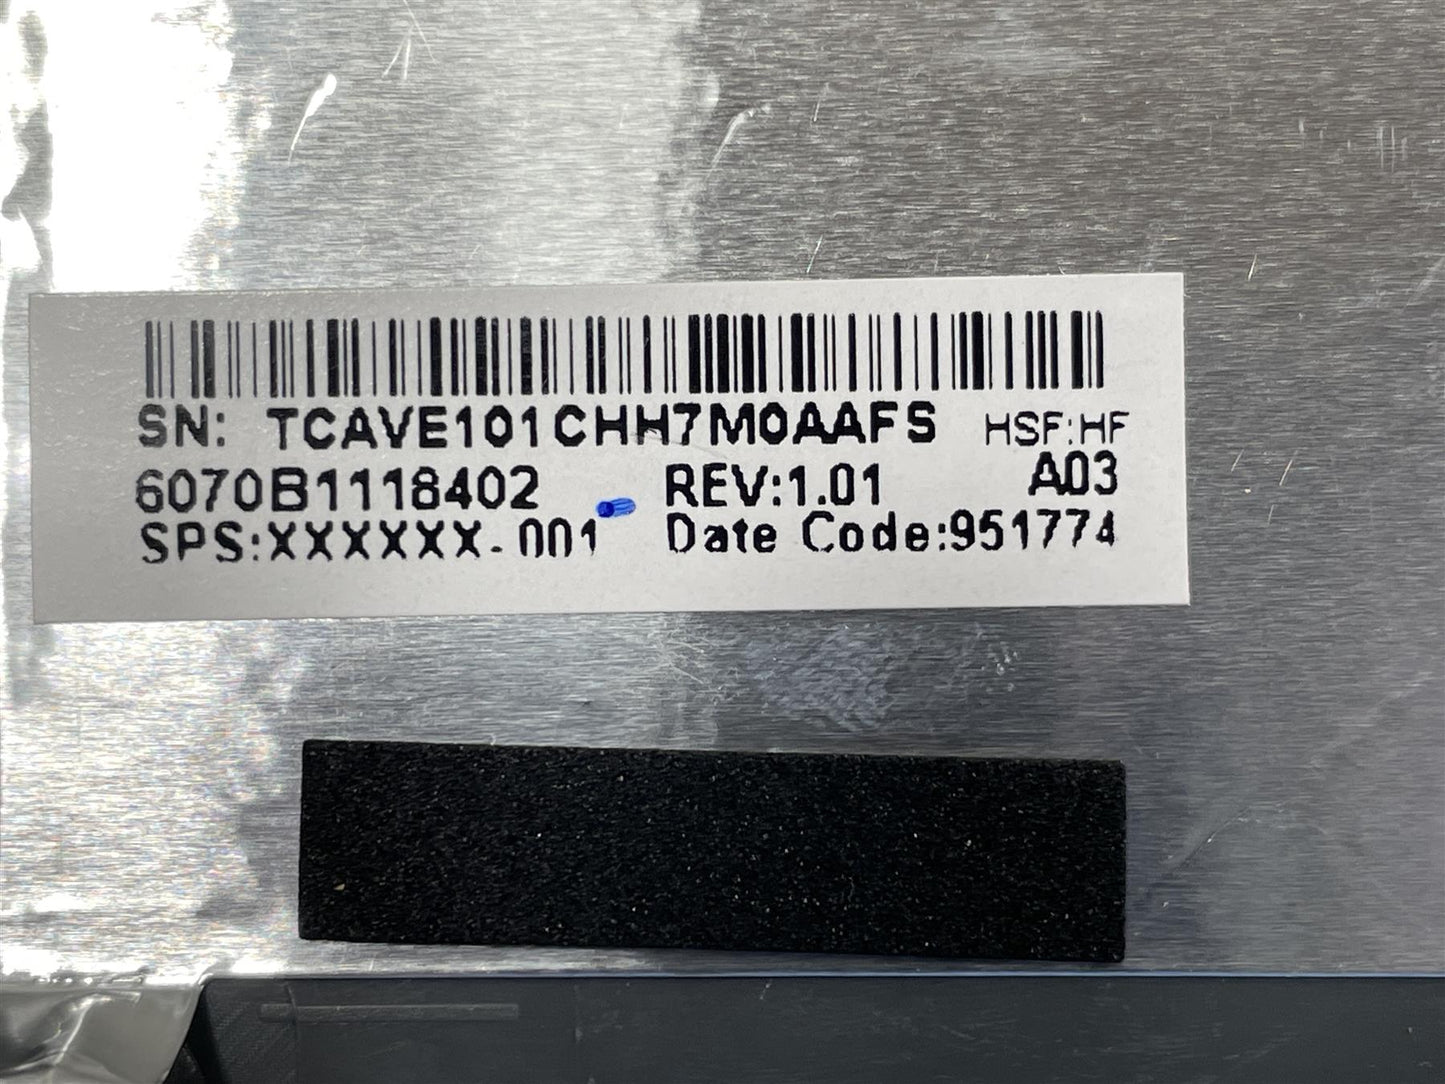 SN: TCAVE101CHH7M0AAFS HSF:HF
6070B1118402 REV:1.01 A03
SPS:XXXXXX-001 Date Code:951774